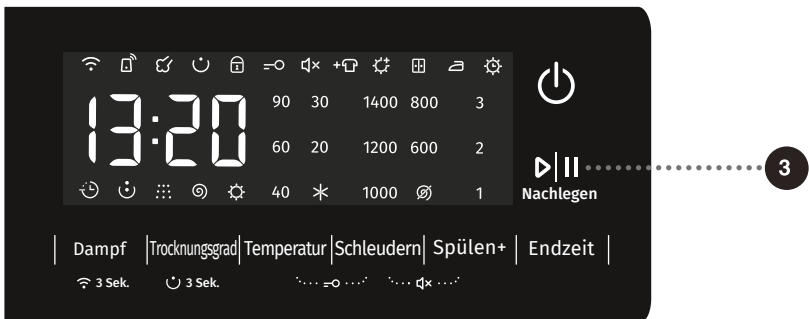 13:20
90 30 1400 800 3
60 20 1200 600 2
40 1000 1
Nachlegen
3
Dampf Trocknungsgrad Temperatur Schleudern Spülen+ Endzeit
3 Sek. 3 Sek.